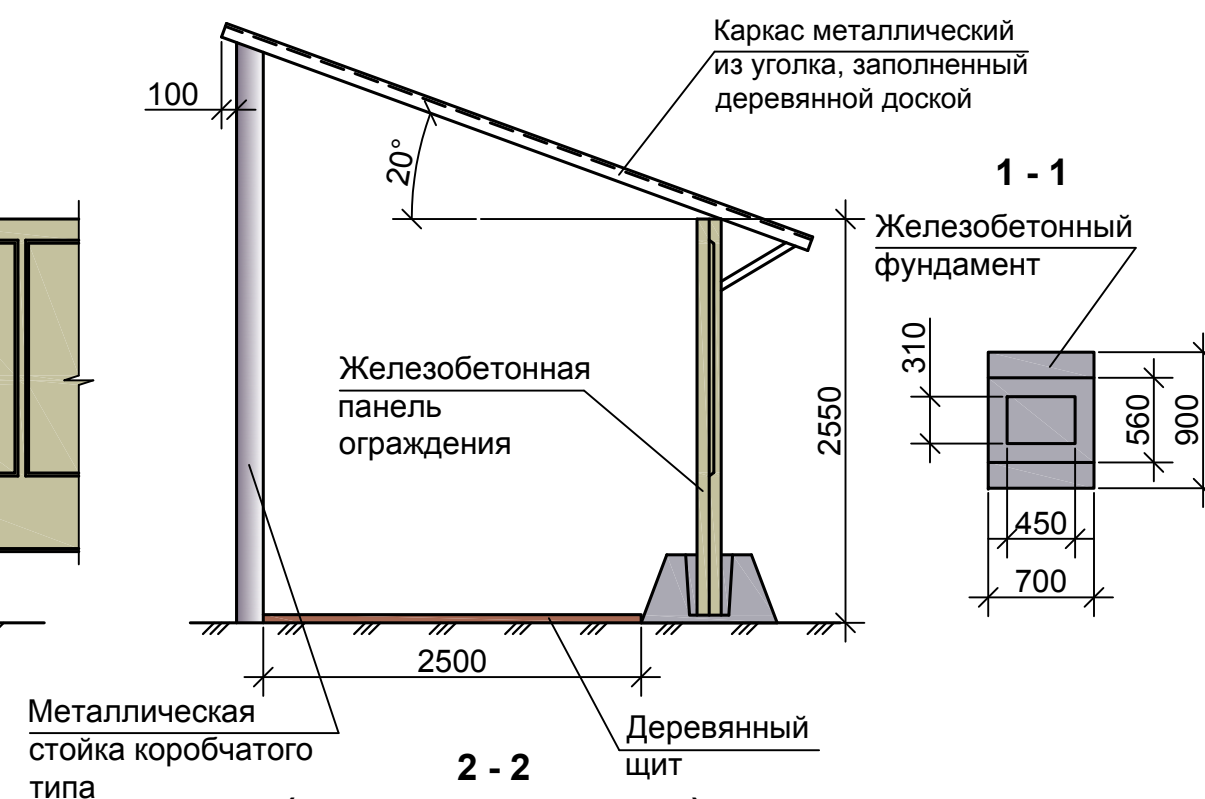 Каркас металлический
из уголка, заполненный
деревянной доской
100
20°
1 - 1
Железобетонный
фундамент
310
560
900
450
700
Железобетонная
панель
ограждения
2550
2500
Металлическая
стойка коробчатого
типа
Деревянный
щит
2 - 2